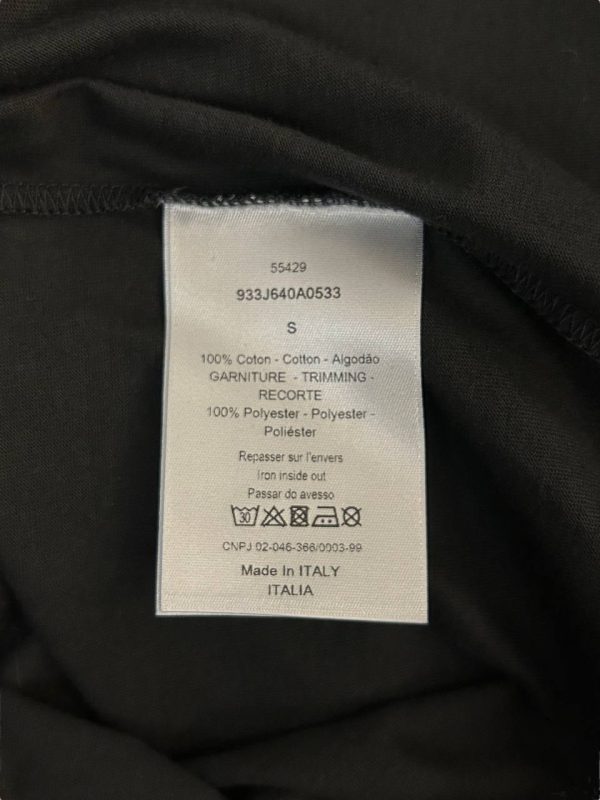 55429
933J640A0533
S
100% Coton - Cotton - Algodão
GARNITURE - TRIMMING -
RECORTE
100% Polyester - Polyester -
Poliéster
Repasser sur l'envers
Iron inside out
Passar do avesso
30
CNPJ 02-046-366/0003-99
Made In ITALY
ITALIA